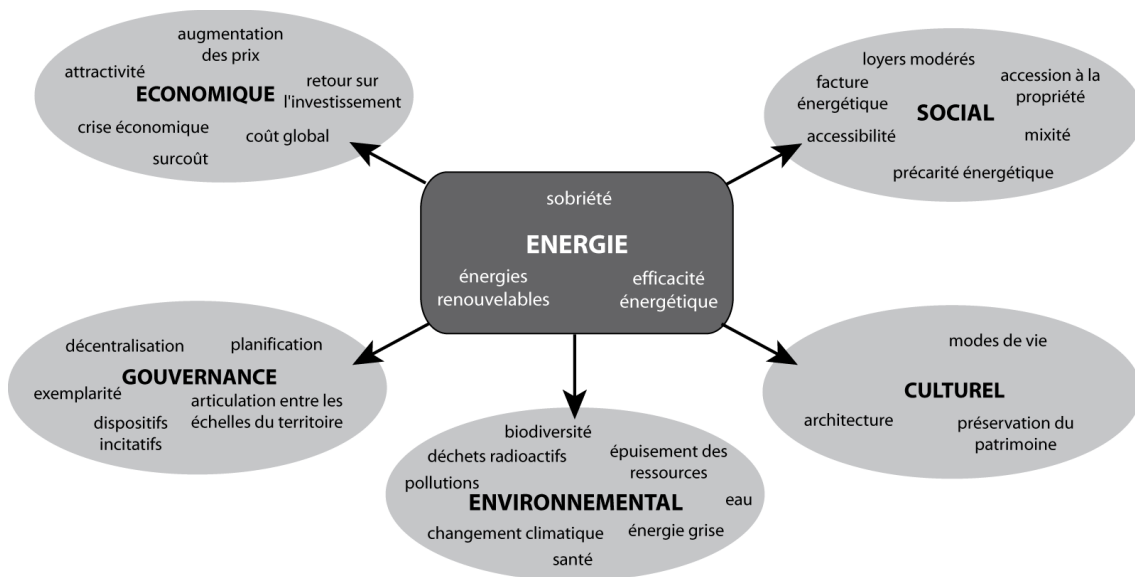 augmentation
des prix
attractivité
retour sur
l'investissement
ECONOMIQUE
crise économique
coût global
surcoût
loyers modérés
facture
énergétique
accession à la
propriété
SOCIAL
accessibilité
mixité
précarité énergétique
sobriété
ENERGIE
énergies
renouvelables
efficacité
énergétique
décentralisation
planification
GOUVERNANCE
exemplarité
articulation entre les
échelles du territoire
dispositifs
incitatifs
biodiversité
déchets radioactifs
épuisement des
ressources
pollutions
ENVIRONNEMENTAL
eau
changement climatique
énergie grise
santé
modes de vie
CULTUREL
architecture
préservation du
patrimoine